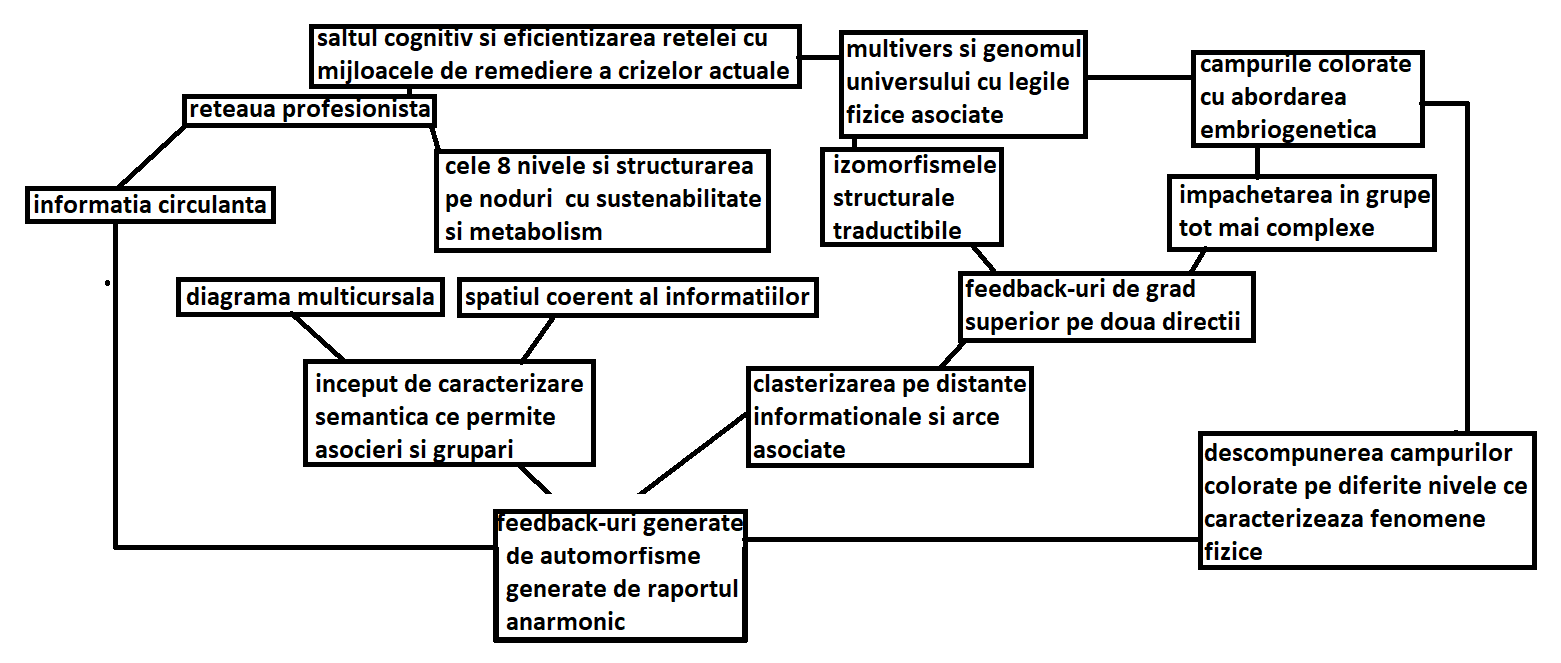 saltul cognitiv si eficientizarea retelei cu
mijloacele de remediere a crizelor actuale
multivers si genomul
universului cu legile
fizice asociate
campurile colorate
cu abordarea
embriogenetica
reteaua profesionista
cele 8 nivele si structurarea
pe noduri cu sustenabilitate
si metabolism
izomorfismele
structurale
traductibile
impachetarea in grupe
tot mai complexe
informatia circulanta
diagrama multicursala
spatiul coerent al informatiilor
feedback-uri de grad
superior pe doua directii
inceput de caracterizare
semantica ce permite
asocieri si grupari
clasterizarea pe distante
informationale si arce
asociate
descompunerea campurilor
colorate pe diferite nivele ce
caracterizeaza fenomene
fizice
feedback-uri generate
de automorfisme
generate de raportul
anarmonic